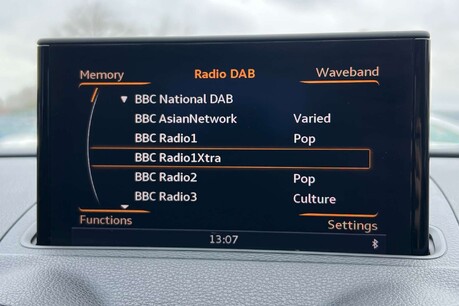 Memory Radio DAB Waveband
BBC National DAB
BBC AsianNetwork Varied
BBC Radio1 Pop
BBC Radio1Xtra
BBC Radio2 Pop
BBC Radio3 Culture
Functions Settings
13:07